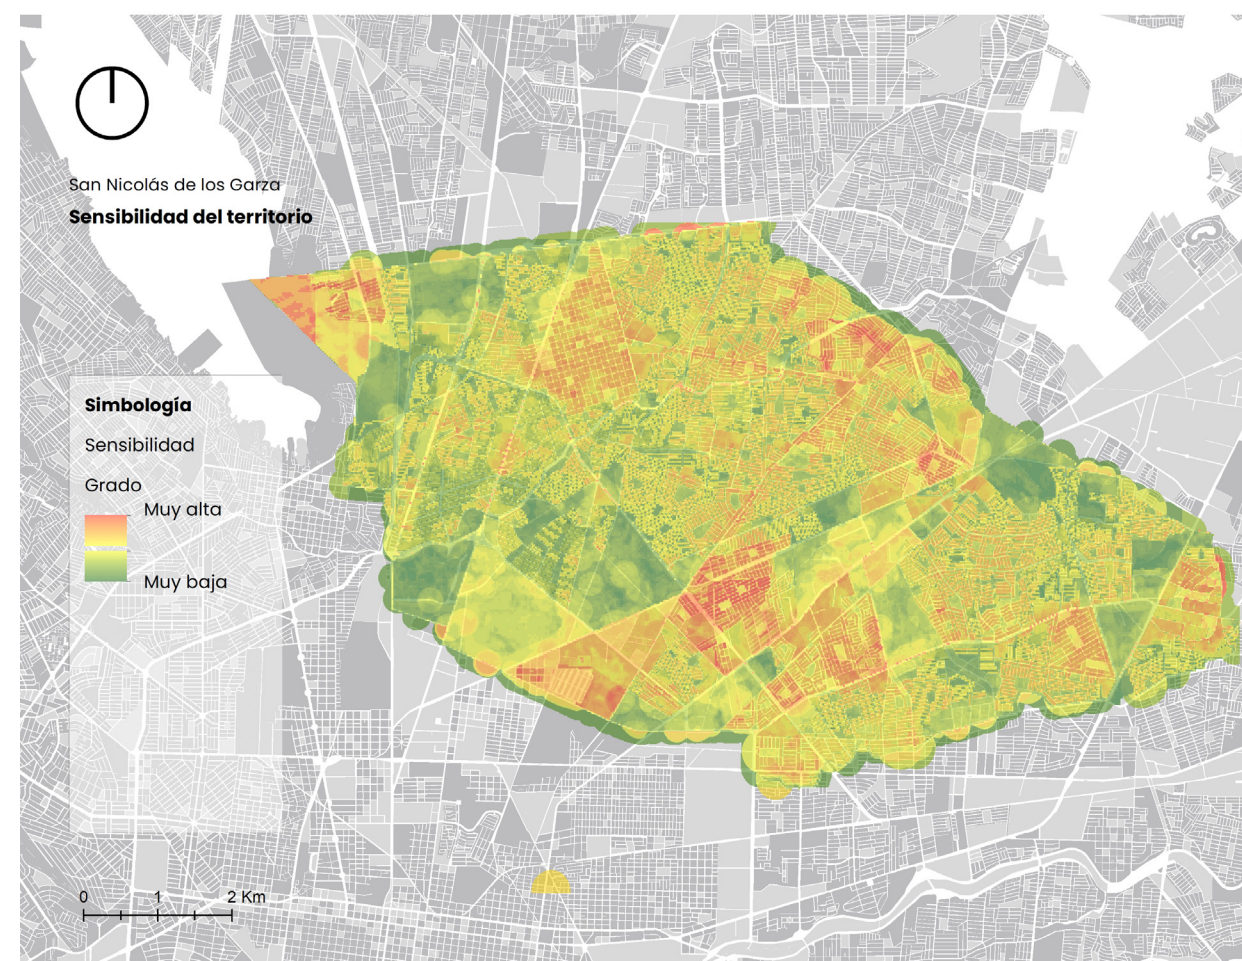 San Nicolás de los Garza
Sensibilidad del territorio
Simbología
Sensibilidad
Grado
Muy alta
Muy baja
0 1 2 Km